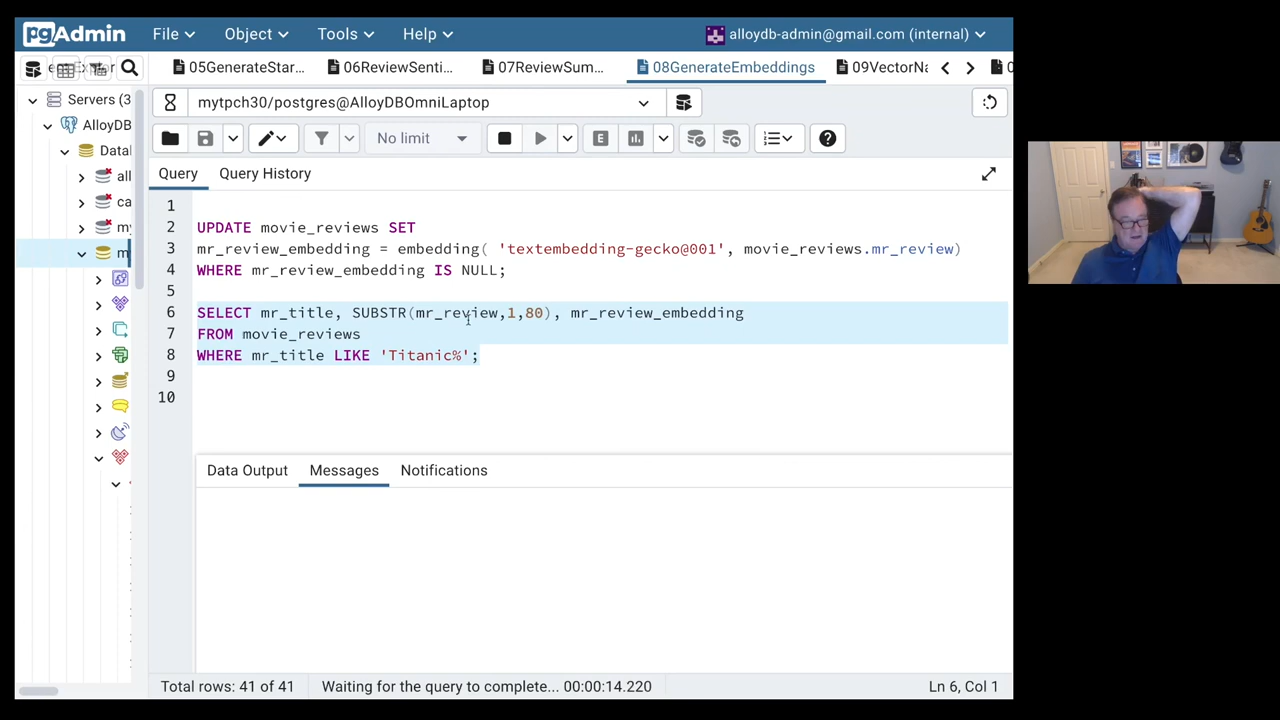 pgAdmin File Object Tools Help alloydb-admin@gmail.com (internal)
05GenerateStar... 06ReviewSenti... 07ReviewSum... 08GenerateEmbeddings 09VectorNa
Servers (3
mytpch30/postgres@AlloyDBOmniLaptop
AlloyDB
No limit
E
Datal
Query Query History
all
ca
my
m
1
2 UPDATE movie_reviews SET
3 mr_review_embedding = embedding( 'textembedding-gecko@001', movie_reviews.mr_review)
4 WHERE mr_review_embedding IS NULL;
5
6 SELECT mr_title, SUBSTR(mr_review,1,80), mr_review_embedding
7 FROM movie_reviews
8 WHERE mr_title LIKE 'Titanic%';
9
10
Data Output Messages Notifications
Total rows: 41 of 41 Waiting for the query to complete... 00:00:14.220 Ln 6, Col 1